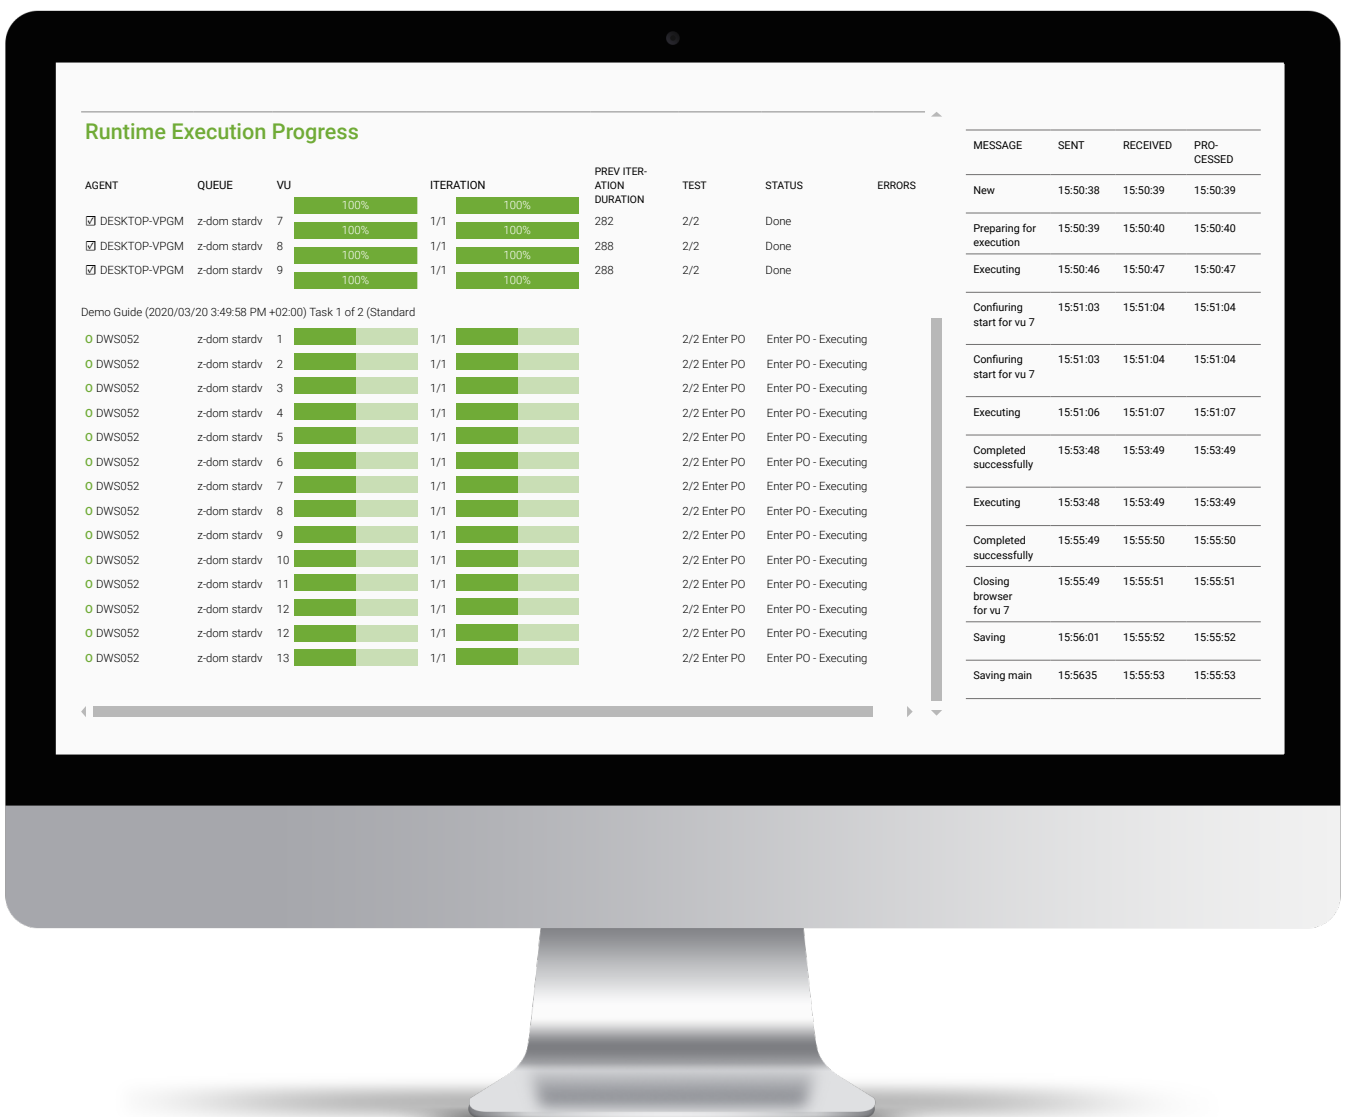 Runtime Execution Progress
AGENT QUEUE VU ITERATION PREV ITER-
ATION
DURATION TEST STATUS ERRORS
100% 100%
☑ DESKTOP-VPGM z-dom stardv 7 1/1 282 2/2 Done
100% 100%
☑ DESKTOP-VPGM z-dom stardv 8 1/1 288 2/2 Done
100% 100%
☑ DESKTOP-VPGM z-dom stardv 9 1/1 288 2/2 Done
100% 100%
Demo Guide (2020/03/20 3:49:58 PM +02:00) Task 1 of 2 (Standard
O DWS052 z-dom stardv 1 1/1 2/2 Enter PO Enter PO - Executing
O DWS052 z-dom stardv 2 1/1 2/2 Enter PO Enter PO - Executing
O DWS052 z-dom stardv 3 1/1 2/2 Enter PO Enter PO - Executing
O DWS052 z-dom stardv 4 1/1 2/2 Enter PO Enter PO - Executing
O DWS052 z-dom stardv 5 1/1 2/2 Enter PO Enter PO - Executing
O DWS052 z-dom stardv 6 1/1 2/2 Enter PO Enter PO - Executing
O DWS052 z-dom stardv 7 1/1 2/2 Enter PO Enter PO - Executing
O DWS052 z-dom stardv 8 1/1 2/2 Enter PO Enter PO - Executing
O DWS052 z-dom stardv 9 1/1 2/2 Enter PO Enter PO - Executing
O DWS052 z-dom stardv 10 1/1 2/2 Enter PO Enter PO - Executing
O DWS052 z-dom stardv 11 1/1 2/2 Enter PO Enter PO - Executing
O DWS052 z-dom stardv 12 1/1 2/2 Enter PO Enter PO - Executing
O DWS052 z-dom stardv 12 1/1 2/2 Enter PO Enter PO - Executing
O DWS052 z-dom stardv 13 1/1 2/2 Enter PO Enter PO - Executing
MESSAGE SENT RECEIVED PRO-
CESSED
New 15:50:38 15:50:39 15:50:39
Preparing for 15:50:39 15:50:40 15:50:40
execution
Executing 15:50:46 15:50:47 15:50:47
Confiuring 15:51:03 15:51:04 15:51:04
start for vu 7
Confiuring 15:51:03 15:51:04 15:51:04
start for vu 7
Executing 15:51:06 15:51:07 15:51:07
Completed 15:53:48 15:53:49 15:53:49
successfully
Executing 15:53:48 15:53:49 15:53:49
Completed 15:55:49 15:55:50 15:55:50
successfully
Closing 15:55:49 15:55:51 15:55:51
browser
for vu 7
Saving 15:56:01 15:55:52 15:55:52
Saving main 15:5635 15:55:53 15:55:53